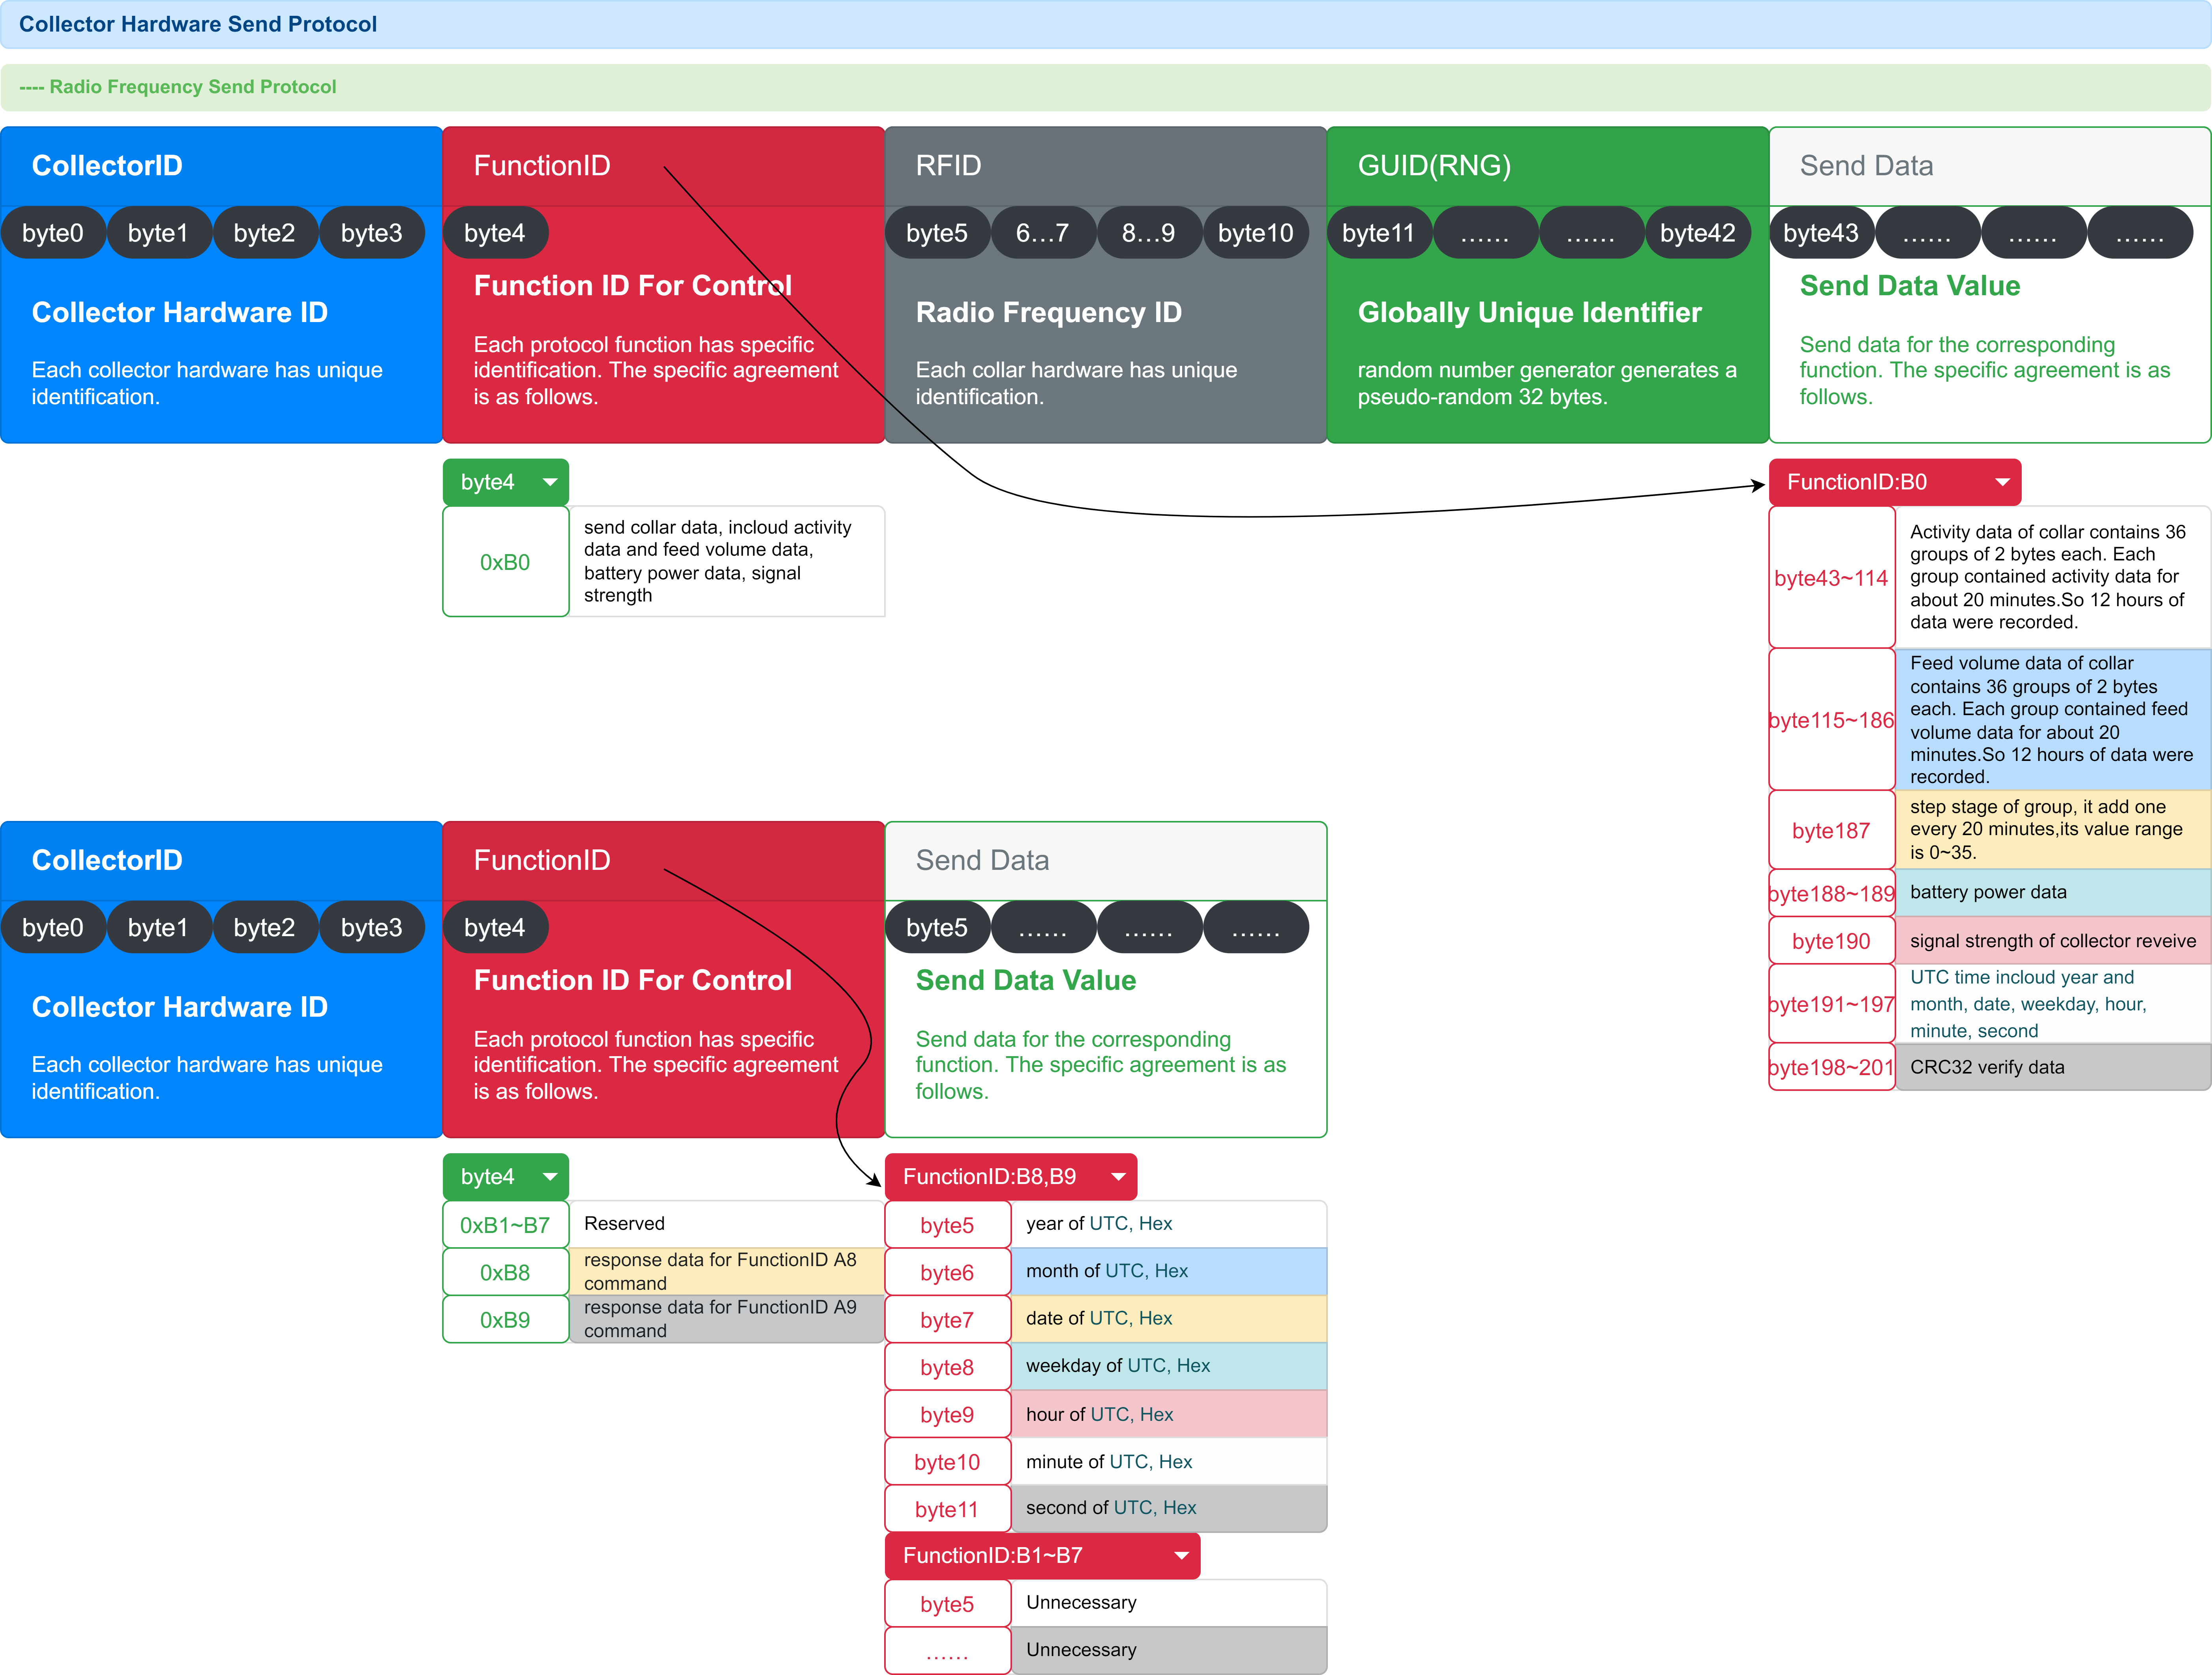 Collector Hardware Send Protocol
---- Radio Frequency Send Protocol
CollectorID
byte0 byte1 byte2 byte3
Collector Hardware ID
Each collector hardware has unique
identification.
FunctionID
byte4
Function ID For Control
Each protocol function has specific
identification. The specific agreement
is as follows.
RFID
byte5 6...7 8...9 byte10
Radio Frequency ID
Each collar hardware has unique
identification.
GUID(RNG)
byte11 ...... ...... byte42
Globally Unique Identifier
random number generator generates a
pseudo-random 32 bytes.
Send Data
byte43 ...... ...... ......
Send Data Value
Send data for the corresponding
function. The specific agreement is as
follows.
byte4
0xB0
send collar data, incloud activity
data and feed volume data,
battery power data, signal
strength
FunctionID:B0
byte43~114
Activity data of collar contains 36
groups of 2 bytes each. Each
group contained activity data for
about 20 minutes.So 12 hours of
data were recorded.
byte115~186
Feed volume data of collar
contains 36 groups of 2 bytes
each. Each group contained feed
volume data for about 20
minutes.So 12 hours of data were
recorded.
byte187
step stage of group, it add one
every 20 minutes,its value range
is 0~35.
byte188~189
battery power data
byte190
signal strength of collector reveive
byte191~197
UTC time incloud year and
month, date, weekday, hour,
minute, second
byte198~201
CRC32 verify data
CollectorID
byte0 byte1 byte2 byte3
Collector Hardware ID
Each collector hardware has unique
identification.
FunctionID
byte4
Function ID For Control
Each protocol function has specific
identification. The specific agreement
is as follows.
Send Data
byte5 ...... ...... ......
Send Data Value
Send data for the corresponding
function. The specific agreement is as
follows.
byte4
0xB1~B7
Reserved
0xB8
response data for FunctionID A8
command
0xB9
response data for FunctionID A9
command
FunctionID:B8,B9
byte5
year of UTC, Hex
byte6
month of UTC, Hex
byte7
date of UTC, Hex
byte8
weekday of UTC, Hex
byte9
hour of UTC, Hex
byte10
minute of UTC, Hex
byte11
second of UTC, Hex
FunctionID:B1~B7
byte5
Unnecessary
......
Unnecessary